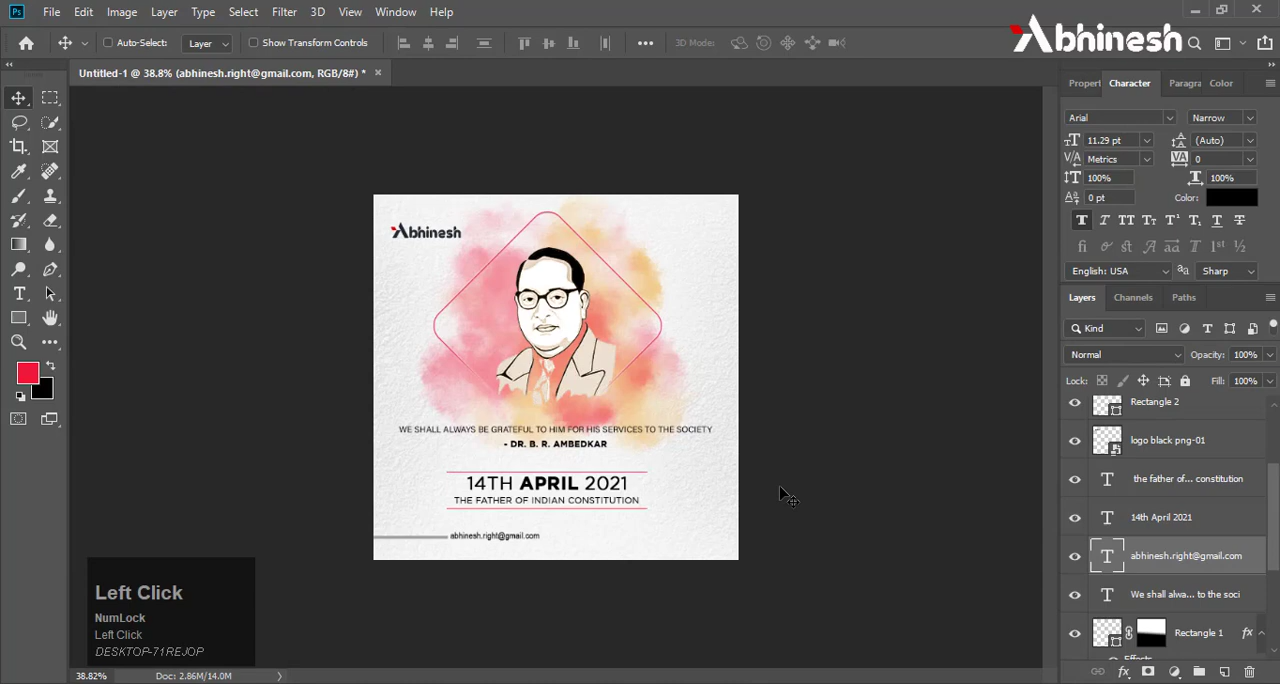 Ps File Edit Image Layer Type Select Filter 3D View Window Help
Auto-Select: Layer Show Transform Controls 3D Mode:
Abhinesh
Untitled-1 @ 38.8% (abhinesh.right@gmail.com, RGB/8#) *
Propert Character Paragra Color
Arial Narrow
11.29 pt (Auto)
Metrics 0
100% 100%
0 pt Color:
English: USA Sharp
Layers Channels Paths
Kind
Normal Opacity: 100%
Lock: Fill: 100%
Rectangle 2
logo black png-01
the father of... constitution
14th April 2021
abhinesh.right@gmail.com
We shall alwa... to the soci
Rectangle 1 fx
Effects
Abhinesh
WE SHALL ALWAYS BE GRATEFUL TO HIM FOR HIS SERVICES TO THE SOCIETY
- DR. B. R. AMBEDKAR
14TH APRIL 2021
THE FATHER OF INDIAN CONSTITUTION
abhinesh.right@gmail.com
Left Click
NumLock
Left Click
DESKTOP-71REJOP
38.82% Doc: 2.86M/14.0M